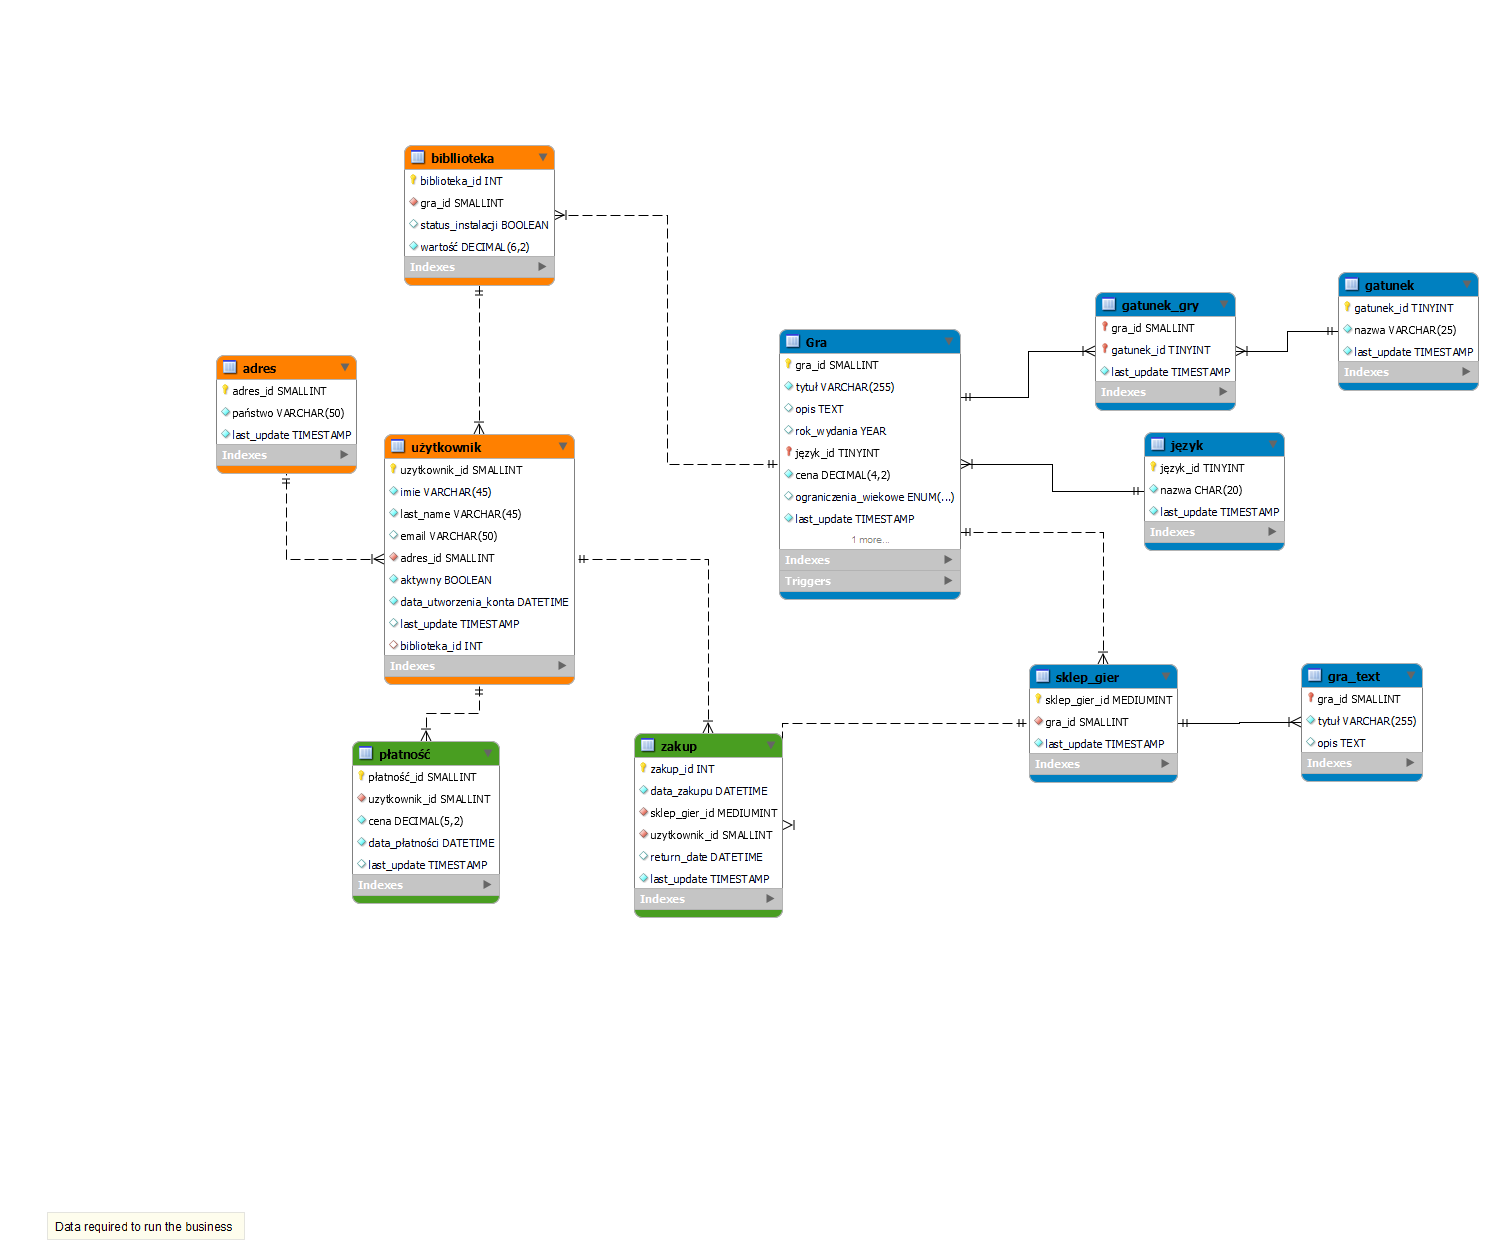 bibllioteka
biblioteka_id INT
gra_id SMALLINT
status_instalacji BOOLEAN
wartość DECIMAL(6,2)
Indexes
adres
adres_id SMALLINT
państwo VARCHAR(50)
last_update TIMESTAMP
Indexes
użytkownik
uzytkownik_id SMALLINT
imie VARCHAR(45)
last_name VARCHAR(45)
email VARCHAR(50)
adres_id SMALLINT
aktywny BOOLEAN
data_utworzenia_konta DATETIME
last_update TIMESTAMP
biblioteka_id INT
Indexes
Gra
gra_id SMALLINT
tytuł VARCHAR(255)
opis TEXT
rok_wydania YEAR
język_id TINYINT
cena DECIMAL(4,2)
ograniczenia_wiekowe ENUM(...)
last_update TIMESTAMP
1 more...
Indexes
Triggers
gatunek_gry
gra_id SMALLINT
gatunek_id TINYINT
last_update TIMESTAMP
Indexes
gatunek
gatunek_id TINYINT
nazwa VARCHAR(25)
last_update TIMESTAMP
Indexes
język
język_id TINYINT
nazwa CHAR(20)
last_update TIMESTAMP
Indexes
płatność
płatność_id SMALLINT
uzytkownik_id SMALLINT
cena DECIMAL(5,2)
data_płatności DATETIME
last_update TIMESTAMP
Indexes
zakup
zakup_id INT
data_zakupu DATETIME
sklep_gier_id MEDIUMINT
uzytkownik_id SMALLINT
return_date DATETIME
last_update TIMESTAMP
Indexes
sklep_gier
sklep_gier_id MEDIUMINT
gra_id SMALLINT
last_update TIMESTAMP
Indexes
gra_text
gra_id SMALLINT
tytuł VARCHAR(255)
opis TEXT
Indexes
Data required to run the business